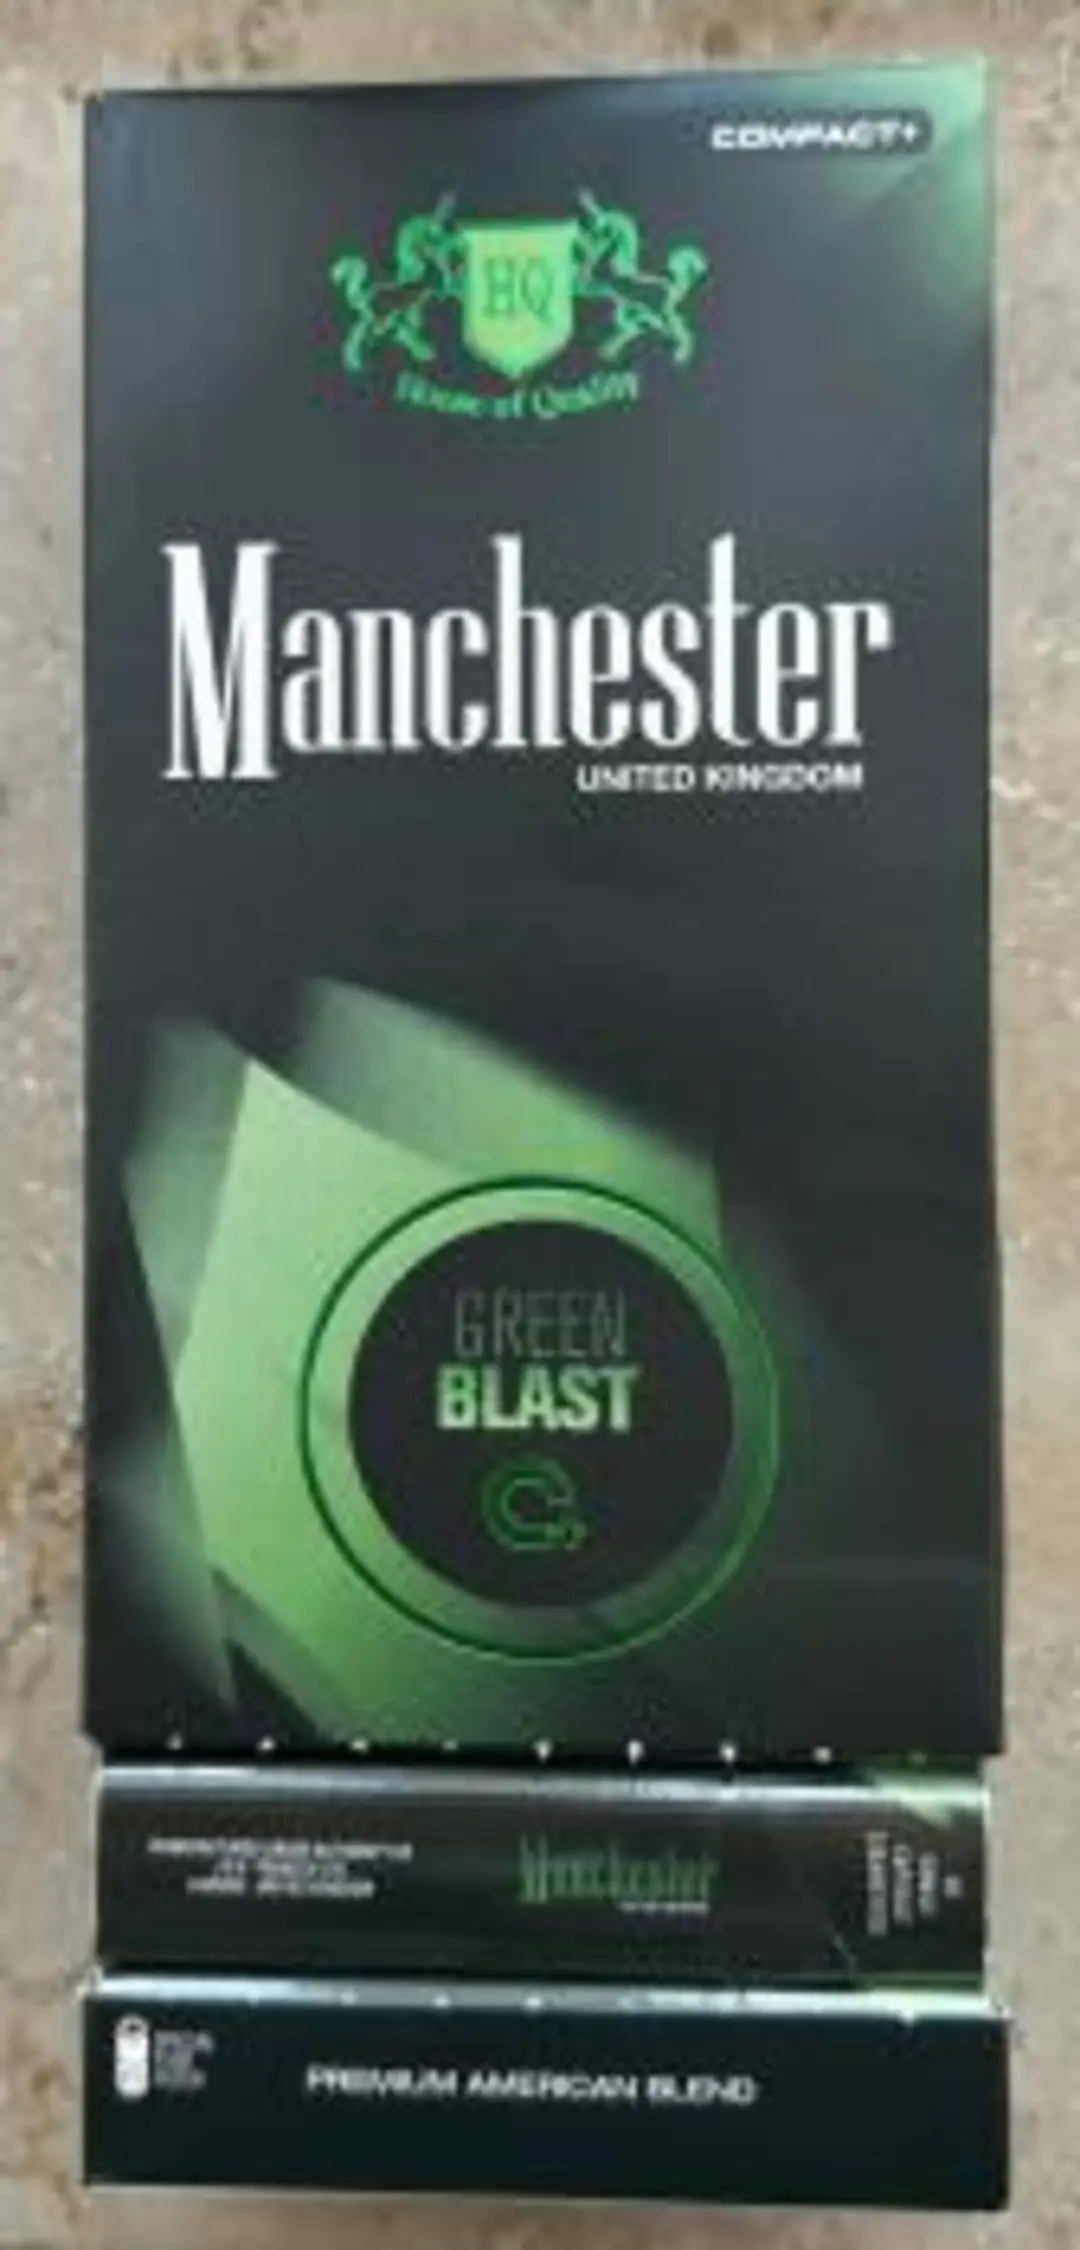 COMPACT+
HQ
House of Quality
Manchester
UNITED KINGDOM
GREEN
BLAST
Manchester
PREMIUM AMERICAN BLEND